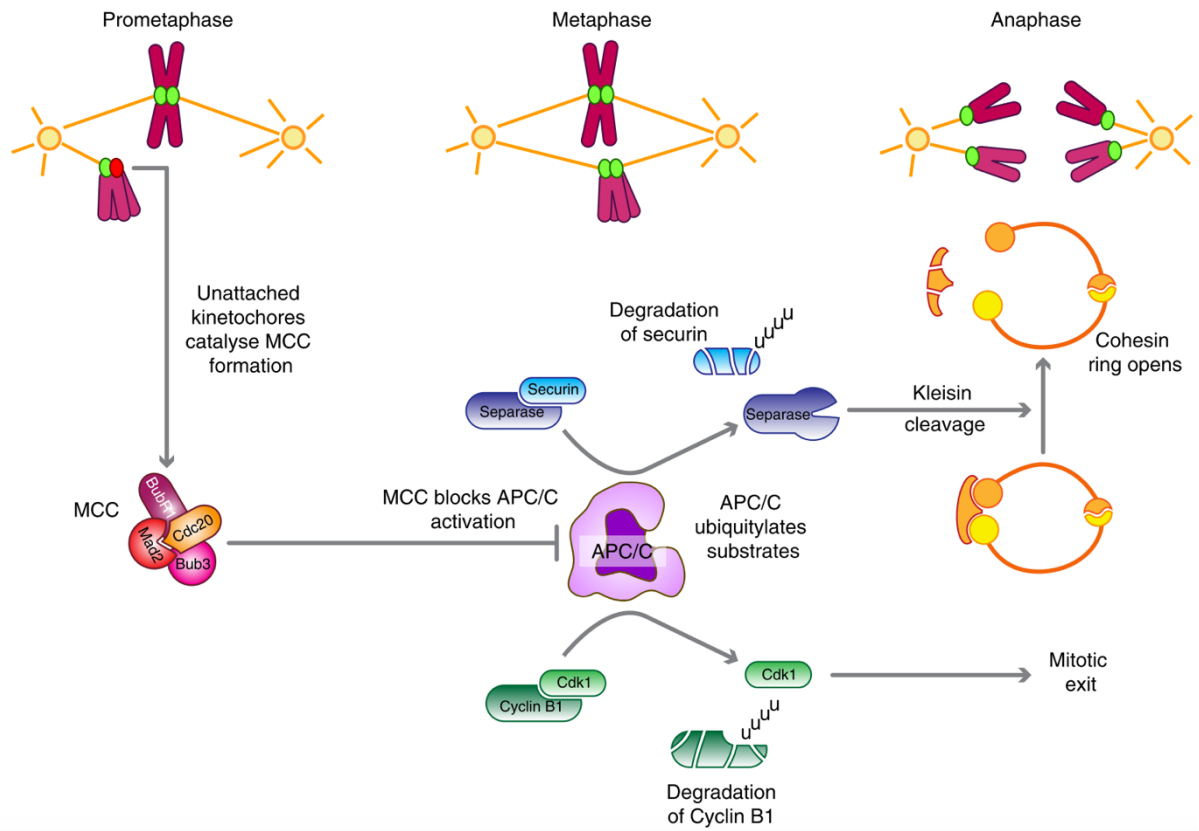 Prometaphase
Metaphase
Anaphase
Unattached
kinetochores
catalyse MCC
formation
Degradation
of securin
uuuu
Securin
Separase
Separase
Kleisin
cleavage
Cohesin
ring opens
MCC
BubR1
Cdc20
Mad2
Bub3
MCC blocks APC/C
activation
APC/C
APC/C
ubiquitylates
substrates
Cdk1
Cyclin B1
Cdk1
Mitotic
exit
uuuu
Degradation
of Cyclin B1